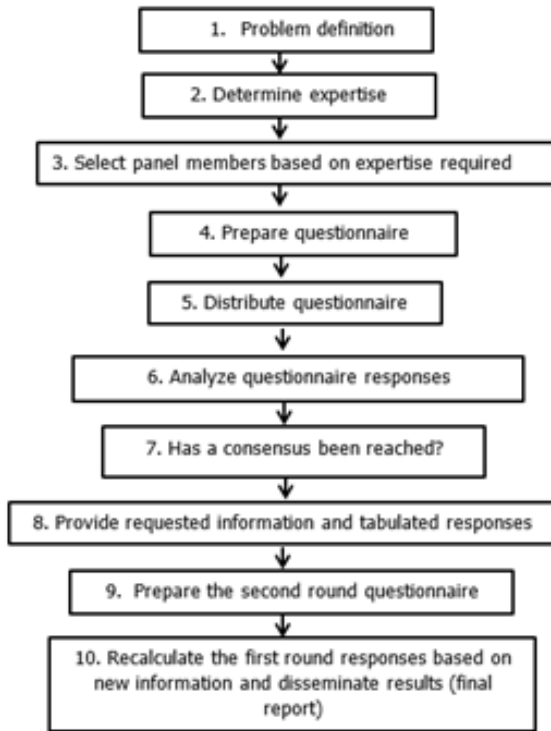 1. Problem definition
2. Determine expertise
3. Select panel members based on expertise required
4. Prepare questionnaire
5. Distribute questionnaire
6. Analyze questionnaire responses
7. Has a consensus been reached?
8. Provide requested information and tabulated responses
9. Prepare the second round questionnaire
10. Recalculate the first round responses based on
new information and disseminate results (final
report)